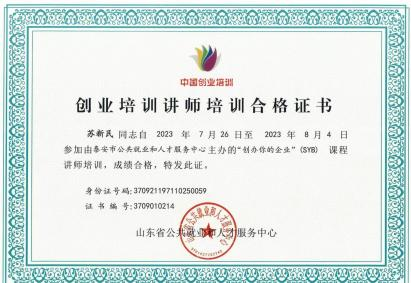 中国创业培训
创业培训讲师培训合格证书
苏新民 同志自 2023 年 7 月 26 日至 2023 年 8 月 4 日
参加由泰安市公共就业和人才服务中心主办的“创办你的企业”(SYB) 课程
讲师培训，成绩合格，特发此证。
身份证号码：370921197110250059
证 书 编 号：3709010214
山东省公共就业和人才服务中心